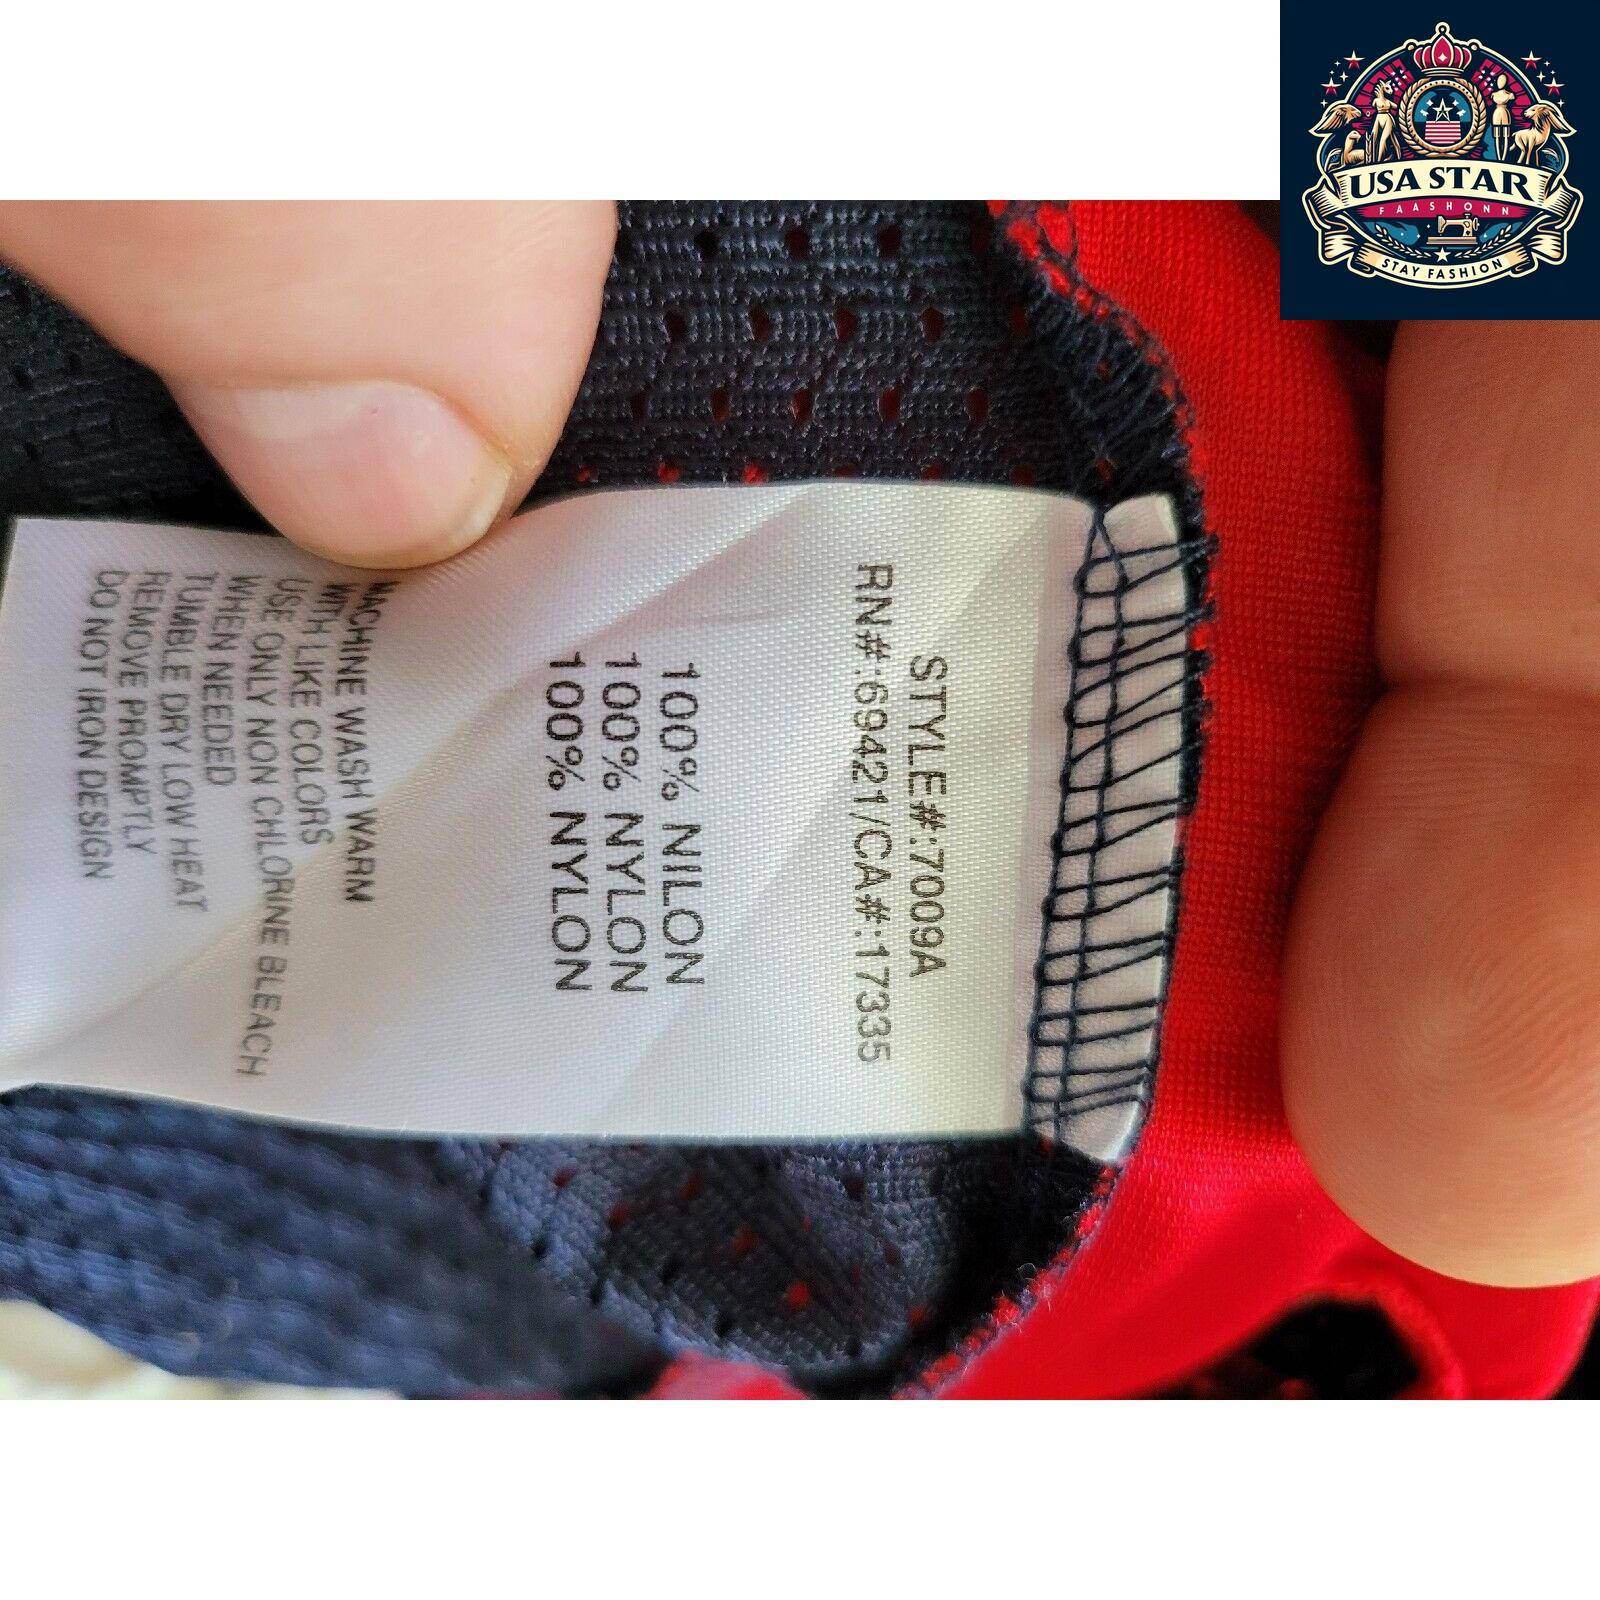 USA STAR
FAASHONN
STAY FASHION
STYLE#:7009A
RN#:69421/CA#:17335
100% NILON
100% NYLON
100% NYLON
MACHINE WASH WARM
WITH LIKE COLORS
USE ONLY NON CHLORINE BLEACH
WHEN NEEDED
TUMBLE DRY LOW HEAT
REMOVE PROMPTLY
DO NOT IRON DESIGN